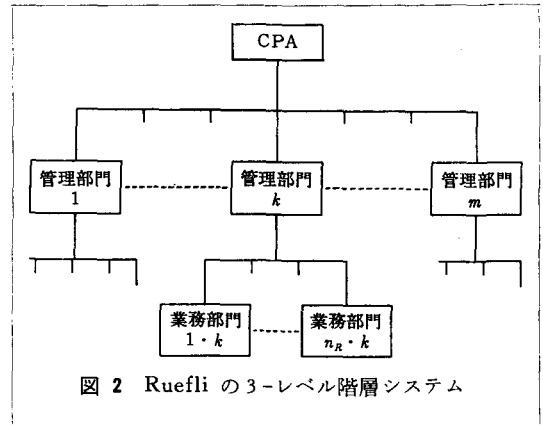 CPA
管理部門
1
管理部門
k
管理部門
m
業務部門
1・k
業務部門
n_R・k
図 2 Ruefli の3-レベル階層システム